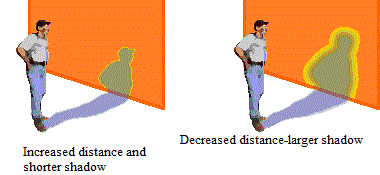 Increased distance and
shorter shadow
Decreased distance-larger shadow